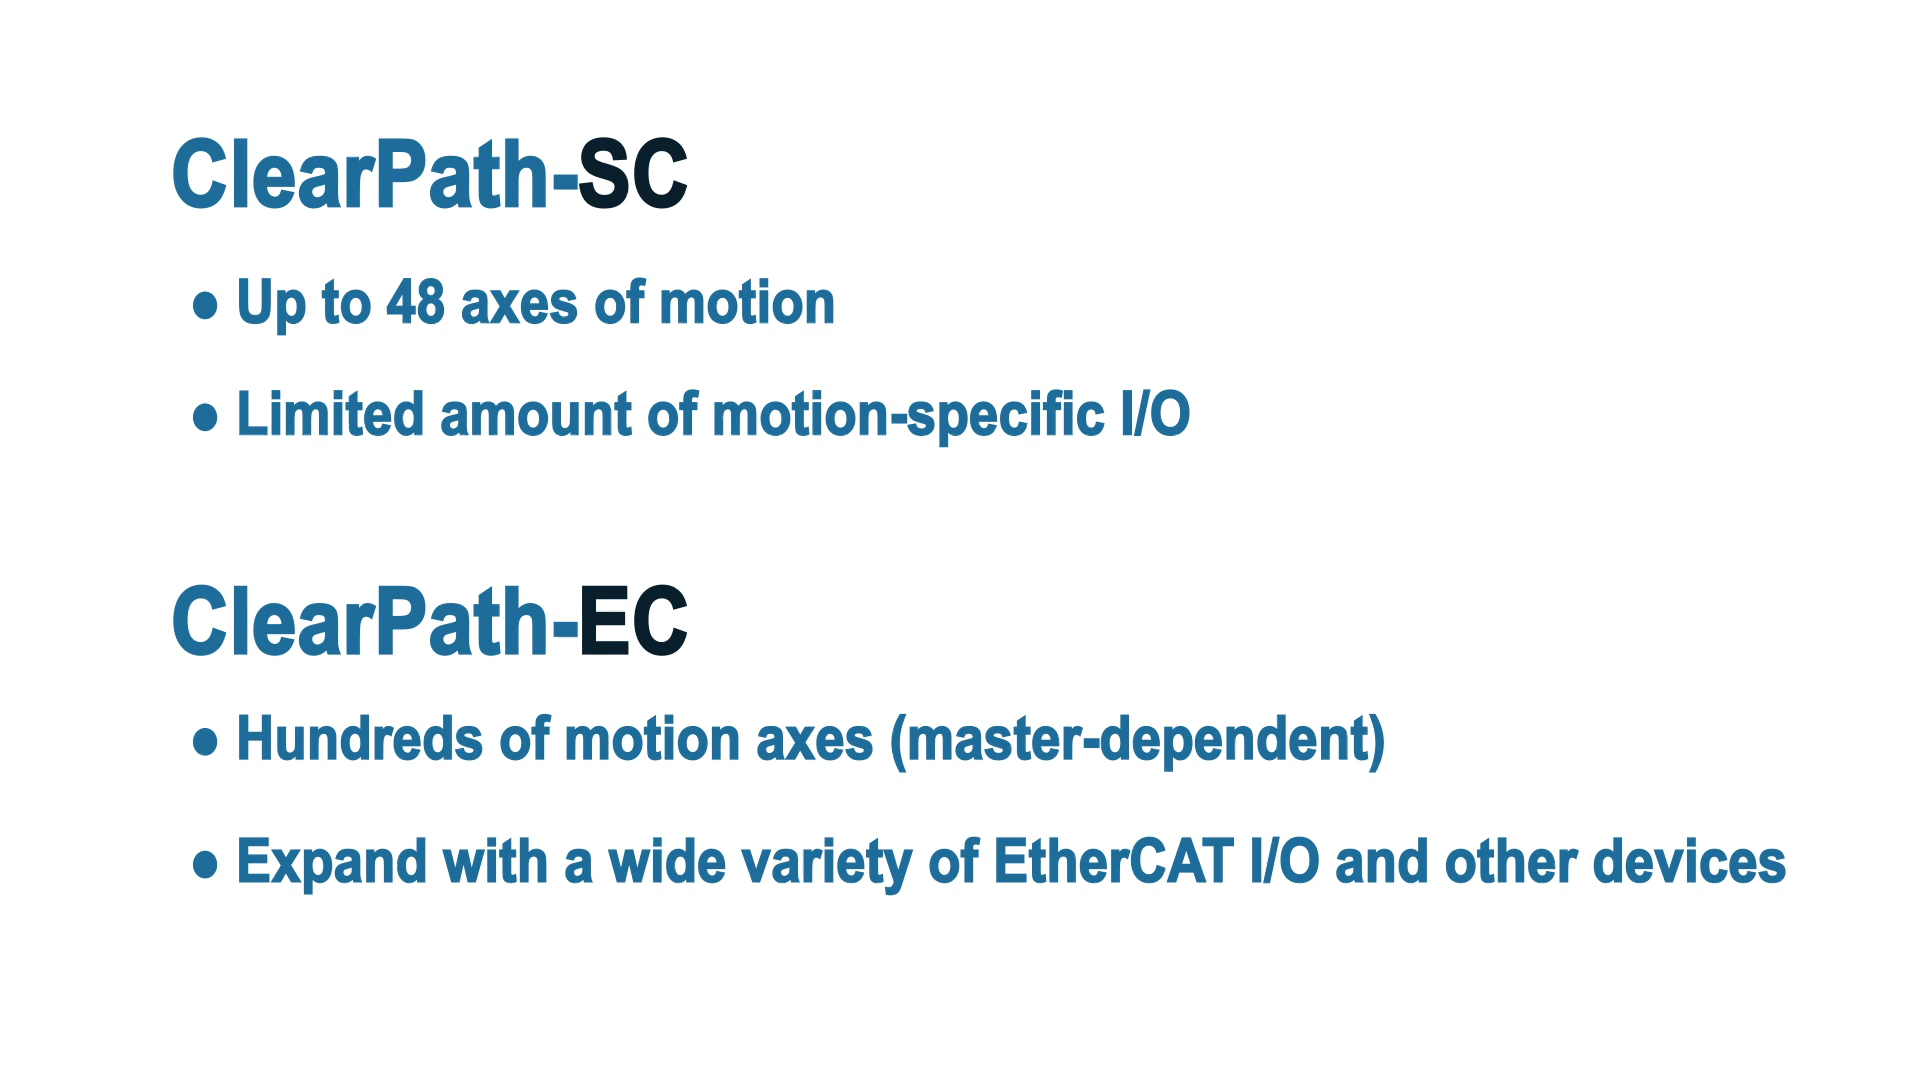 ClearPath-SC
● Up to 48 axes of motion
● Limited amount of motion-specific I/O
ClearPath-EC
● Hundreds of motion axes (master-dependent)
● Expand with a wide variety of EtherCAT I/O and other devices